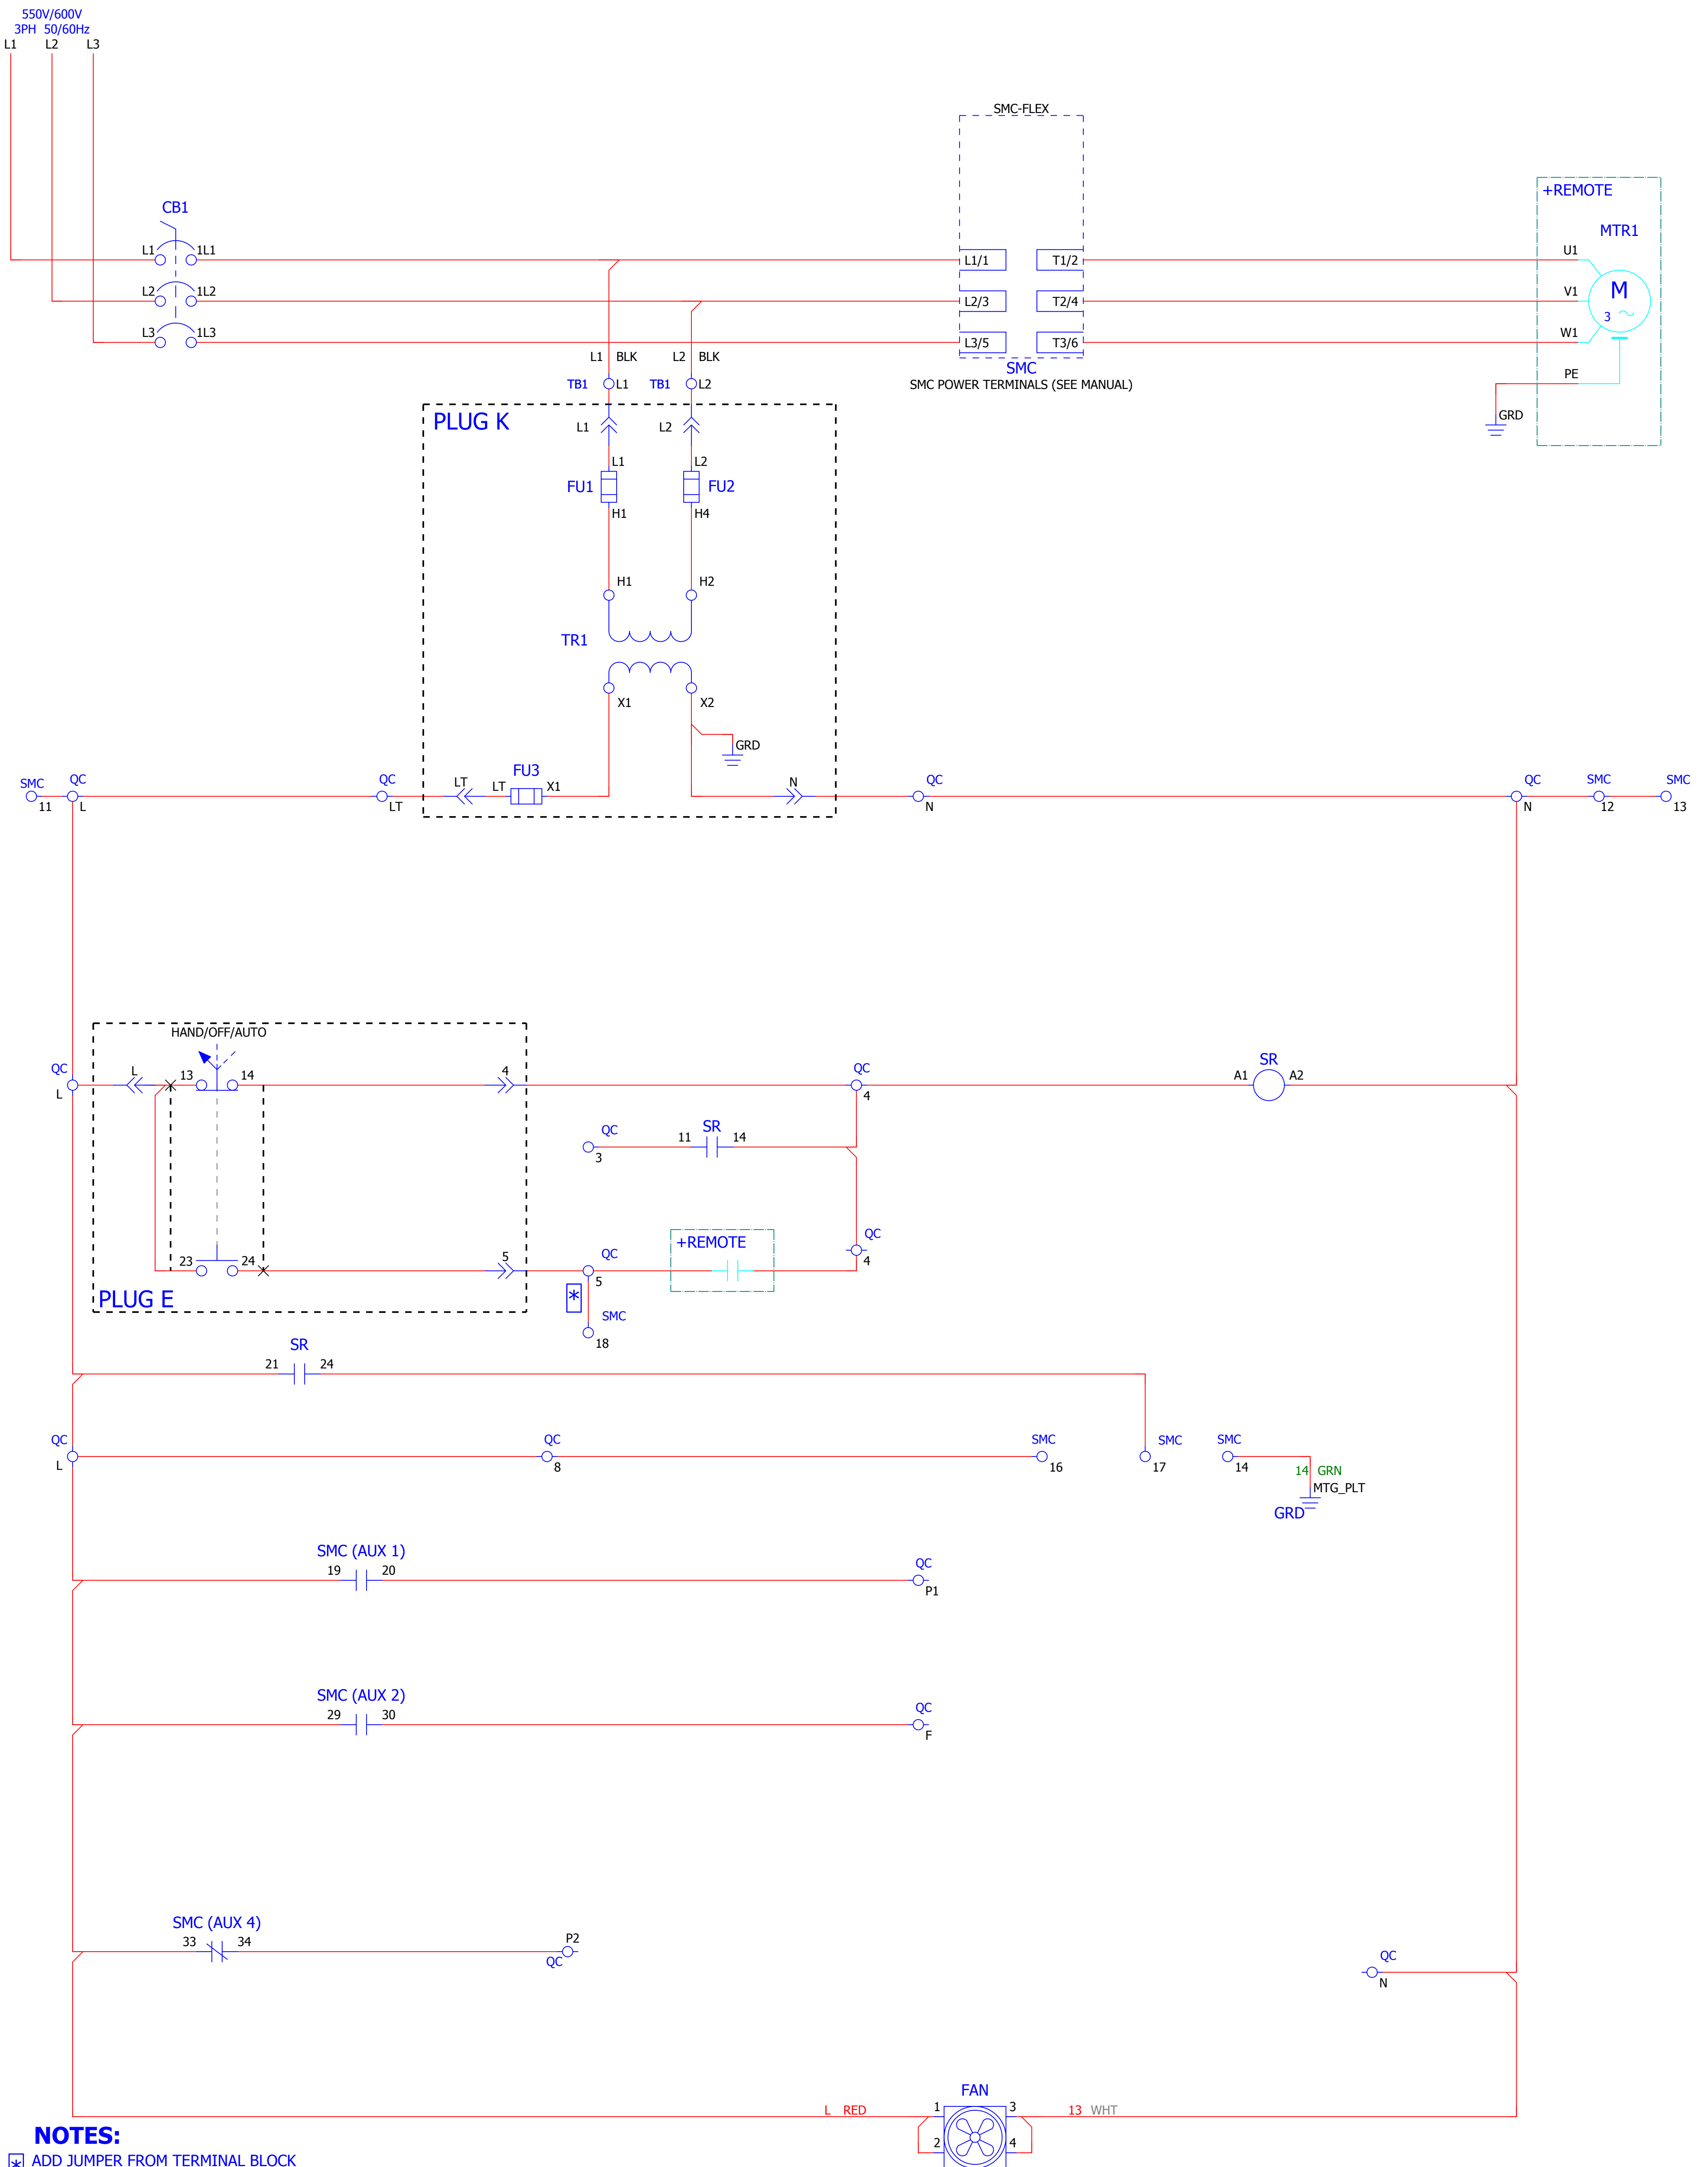 550V/600V
3PH 50/60Hz
L1 L2 L3
SMC-FLEX
+REMOTE
MTR1
CB1
L1 1L1
L1/1 T1/2
U1
L2 1L2
L2/3 T2/4
V1
M
3
L3 1L3
L3/5 T3/6
W1
L1 BLK L2 BLK
SMC
SMC POWER TERMINALS (SEE MANUAL)
TB1 L1 TB1 L2
PE
GRD
PLUG K
L1 L2
L1 L2
FU1 FU2
H1 H4
H1 H2
TR1
X1 X2
GRD
SMC QC QC LT LT FU3 X1 N QC QC SMC SMC
11 L LT N N 12 13
HAND/OFF/AUTO
QC L 13 14 4 QC SR
L 4 A1 A2
QC 11 SR 14
3
QC
4
+REMOTE
23 24 5 QC
5
PLUG E
*
SMC
18
SR
21 24
QC QC SMC SMC SMC
L 8 16 17 14
14 GRN
MTG_PLT
GRD
SMC (AUX 1)
19 20 QC
P1
SMC (AUX 2)
29 30 QC
F
SMC (AUX 4)
33 34 P2
QC
QC
N
FAN
L RED 1 3 13 WHT
2 4
NOTES:
* ADD JUMPER FROM TERMINAL BLOCK